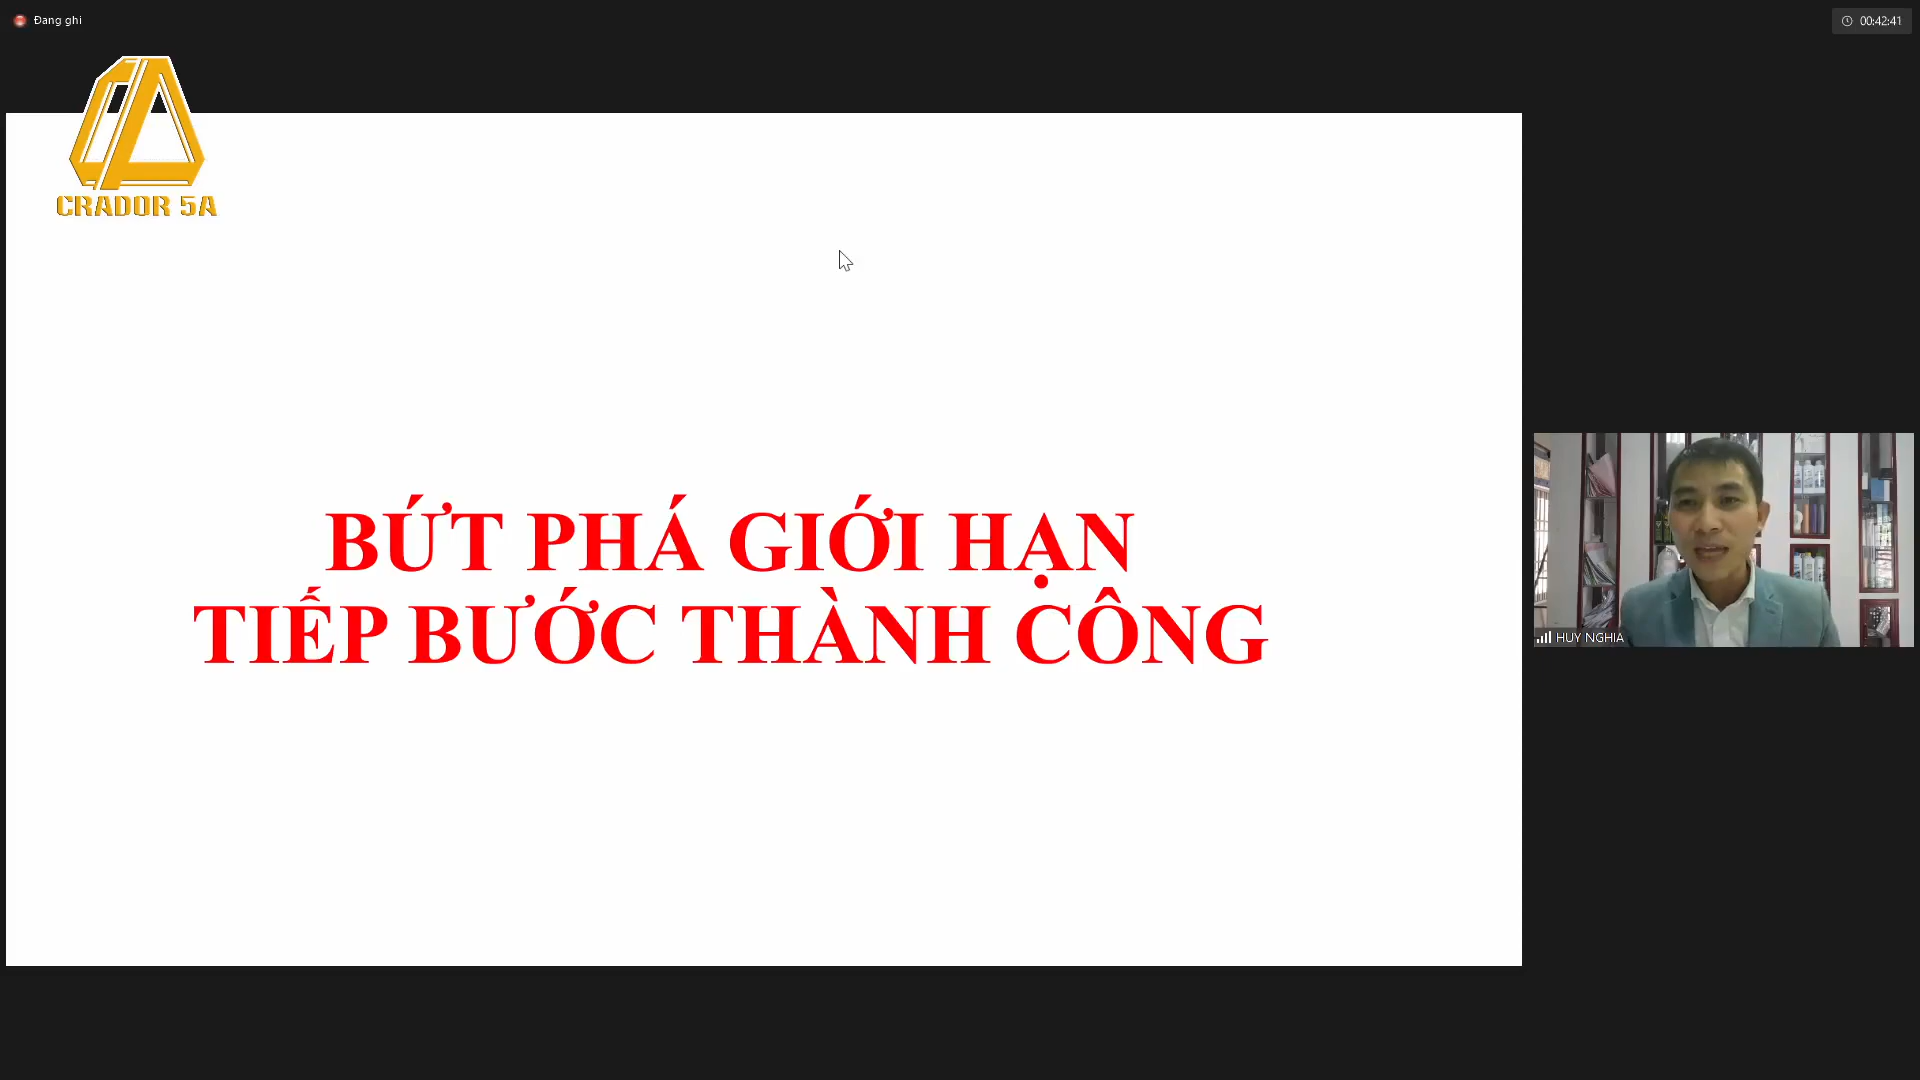 Đang ghi
00:42:41
CRADOR 5A
BỨT PHÁ GIỚI HẠN
TIẾP BƯỚC THÀNH CÔNG
HUY NGHIA